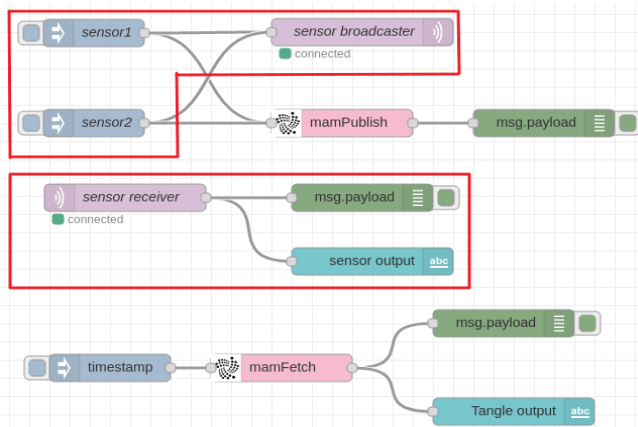 sensor1
sensor broadcaster
connected
sensor2
mamPublish
msg.payload
sensor receiver
msg.payload
connected
sensor output
abc
msg.payload
timestamp
mamFetch
Tangle output
abc